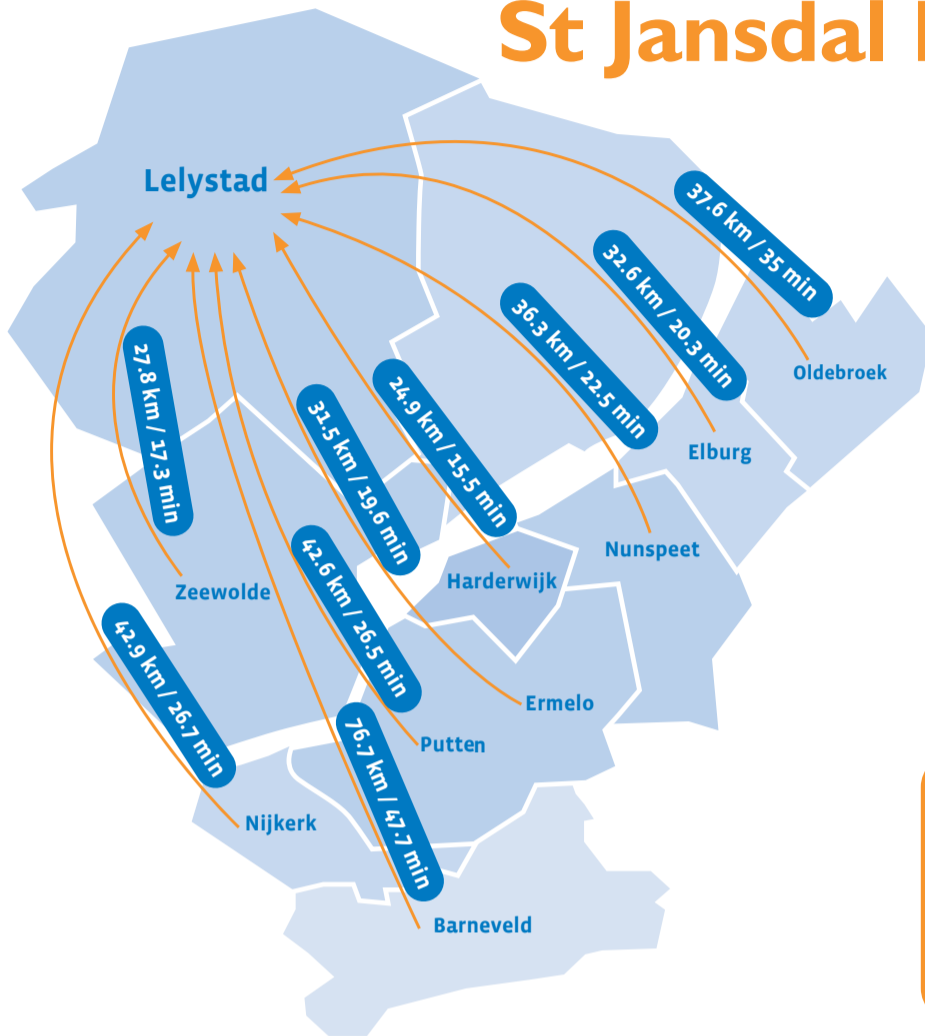 St Jansdal
Lelystad
37.6 km / 35 min
32.6 km / 20.3 min
36.3 km / 22.5 min
Oldebroek
27.8 km / 17.3 min
31.5 km / 19.6 min
24.9 km / 15.5 min
Elburg
Nunspeet
Zeewolde
42.6 km / 26.5 min
Harderwijk
42.9 km / 26.7 min
Ermelo
Putten
76.7 km / 47.7 min
Nijkerk
Barneveld